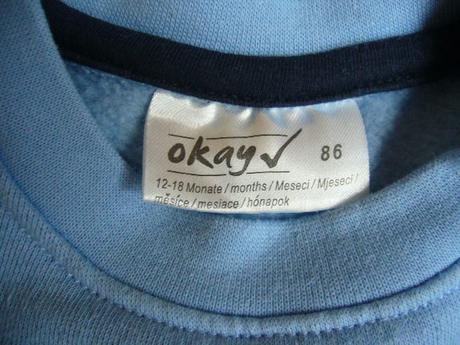 okay✓ 86
12-18 Monate / months / Meseci / Mjeseci /
měsíce / mesiace / hónapok